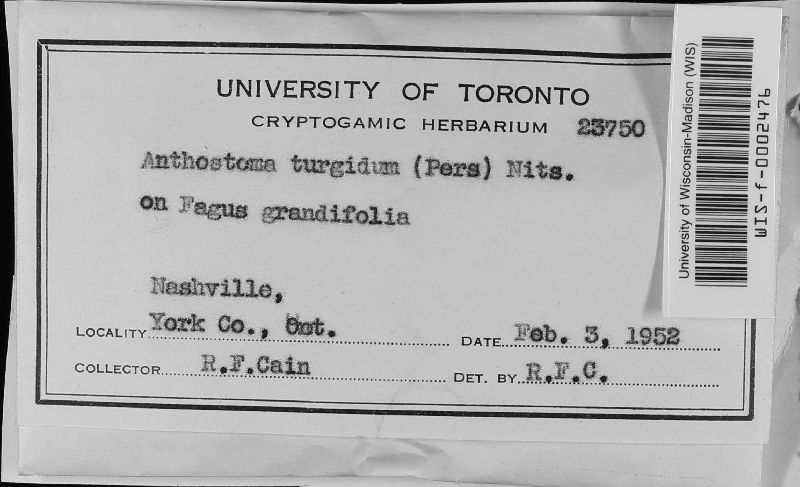 UNIVERSITY OF TORONTO
CRYPTOGAMIC HERBARIUM 23750
Anthostoma turgidum (Pers) Nits.
on Fagus grandifolia
Nashville,
LOCALITY York Co., Ont. DATE Feb. 3, 1952
COLLECTOR R.F.Cain DET. BY R.F.C.
University of Wisconsin-Madison (WIS)
WIS-f-0002476